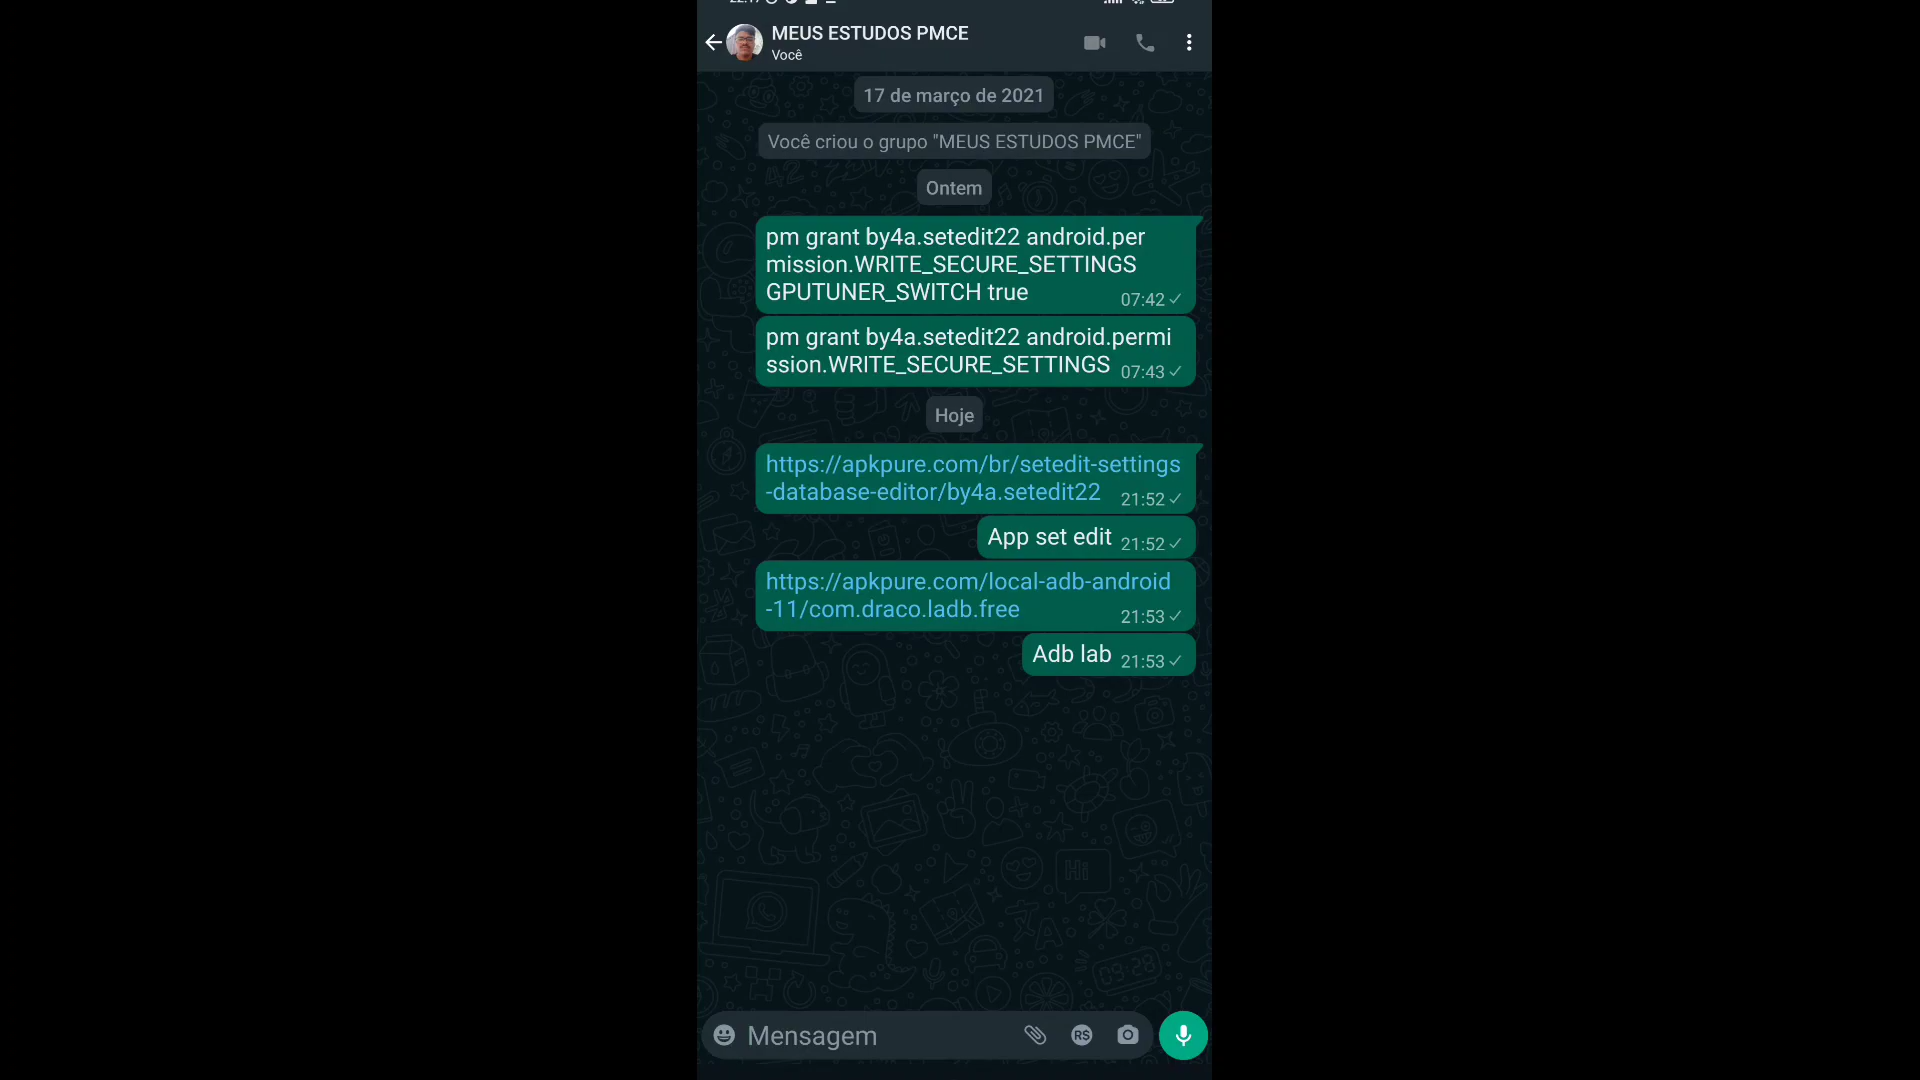 MEUS ESTUDOS PMCE
Você
17 de março de 2021
Você criou o grupo "MEUS ESTUDOS PMCE"
Ontem
pm grant by4a.setedit22 android.per
mission.WRITE_SECURE_SETTINGS
GPUTUNER_SWITCH true
07:42
pm grant by4a.setedit22 android.permi
ssion.WRITE_SECURE_SETTINGS
07:43
Hoje
https://apkpure.com/br/setedit-settings
-database-editor/by4a.setedit22
21:52
App set edit
21:52
https://apkpure.com/local-adb-android
-11/com.draco.ladb.free
21:53
Adb lab
21:53
Mensagem
R$